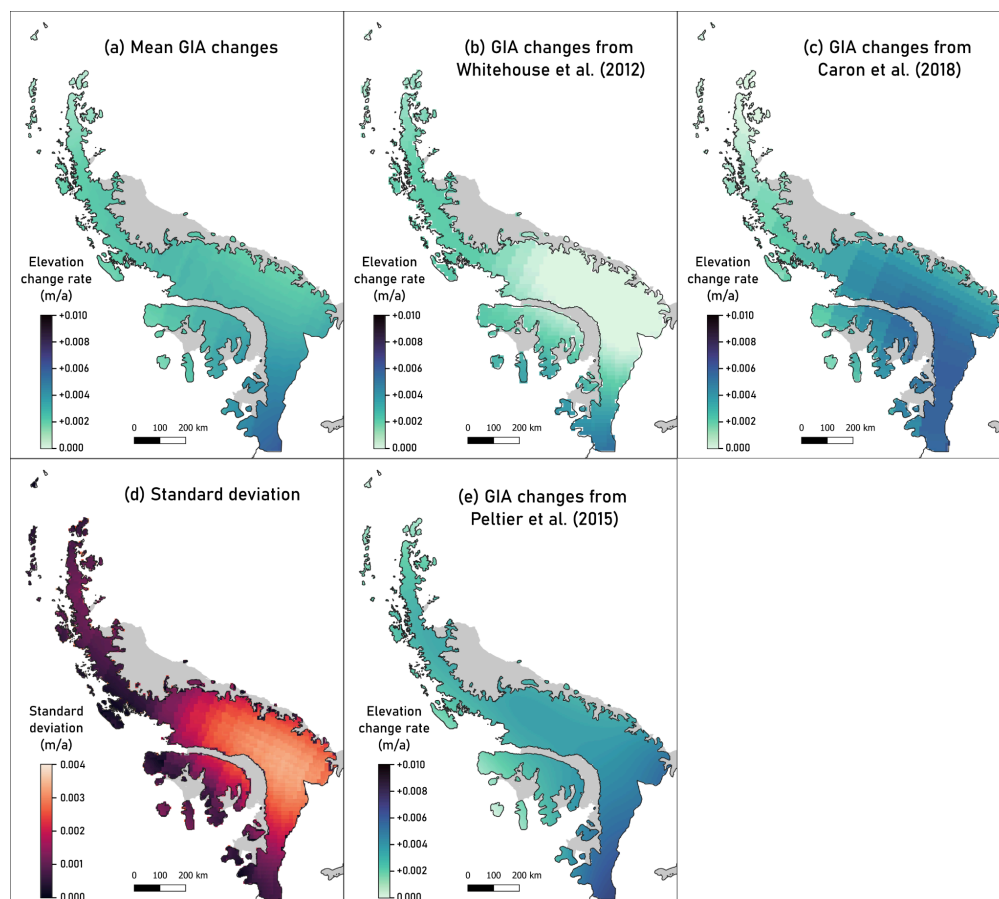 (a) Mean GIA changes
Elevation
change rate
(m/a)
+0.010
+0.008
+0.006
+0.004
+0.002
0.000
0 100 200 km
(b) GIA changes from
Whitehouse et al. (2012)
Elevation
change rate
(m/a)
+0.010
+0.008
+0.006
+0.004
+0.002
0.000
0 100 200 km
(c) GIA changes from
Caron et al. (2018)
Elevation
change rate
(m/a)
+0.010
+0.008
+0.006
+0.004
+0.002
0.000
0 100 200 km
(d) Standard deviation
Standard
deviation
(m/a)
0.004
0.003
0.002
0.001
0.000
0 100 200 km
(e) GIA changes from
Peltier et al. (2015)
Elevation
change rate
(m/a)
+0.010
+0.008
+0.006
+0.004
+0.002
0.000
0 100 200 km